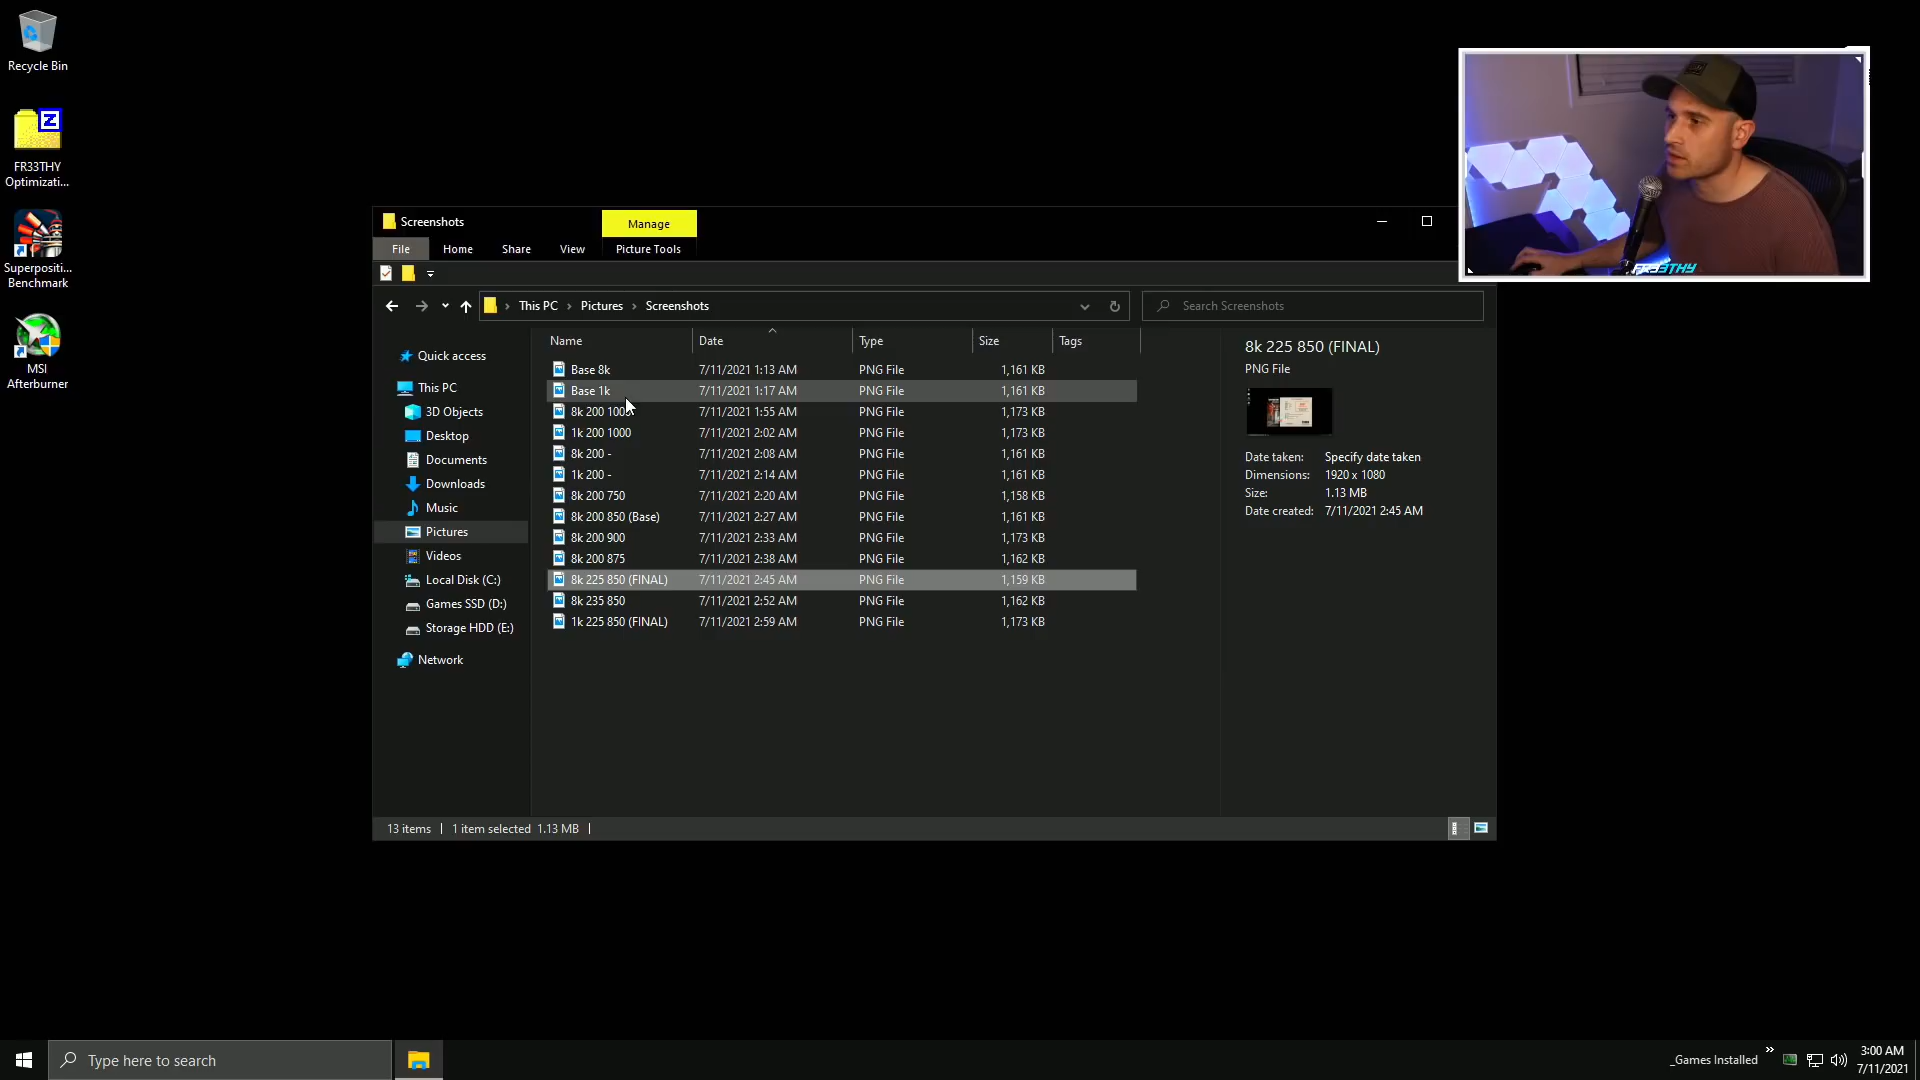 Recycle Bin
Z
FR33THY
Optimizati...
Superpositi...
Benchmark
MSI
Afterburner
Screenshots
Manage
File
Home
Share
View
Picture Tools
This PC
Pictures
Screenshots
Search Screenshots
Name
Date
Type
Size
Tags
Quick access
This PC
3D Objects
Desktop
Documents
Downloads
Music
Pictures
Videos
Local Disk (C:)
Games SSD (D:)
Storage HDD (E:)
Network
Base 8k 7/11/2021 1:13 AM PNG File 1,161 KB
Base 1k 7/11/2021 1:17 AM PNG File 1,161 KB
8k 200 1000 7/11/2021 1:55 AM PNG File 1,173 KB
1k 200 1000 7/11/2021 2:02 AM PNG File 1,173 KB
8k 200 - 7/11/2021 2:08 AM PNG File 1,161 KB
1k 200 - 7/11/2021 2:14 AM PNG File 1,161 KB
8k 200 750 7/11/2021 2:20 AM PNG File 1,158 KB
8k 200 850 (Base) 7/11/2021 2:27 AM PNG File 1,161 KB
8k 200 900 7/11/2021 2:33 AM PNG File 1,173 KB
8k 200 875 7/11/2021 2:38 AM PNG File 1,162 KB
8k 225 850 (FINAL) 7/11/2021 2:45 AM PNG File 1,159 KB
8k 235 850 7/11/2021 2:52 AM PNG File 1,162 KB
1k 225 850 (FINAL) 7/11/2021 2:59 AM PNG File 1,173 KB
8k 225 850 (FINAL)
PNG File
Date taken: Specify date taken
Dimensions: 1920 x 1080
Size: 1.13 MB
Date created: 7/11/2021 2:45 AM
13 items
1 item selected 1.13 MB
FR33THY
Type here to search
_Games Installed
3:00 AM
7/11/2021